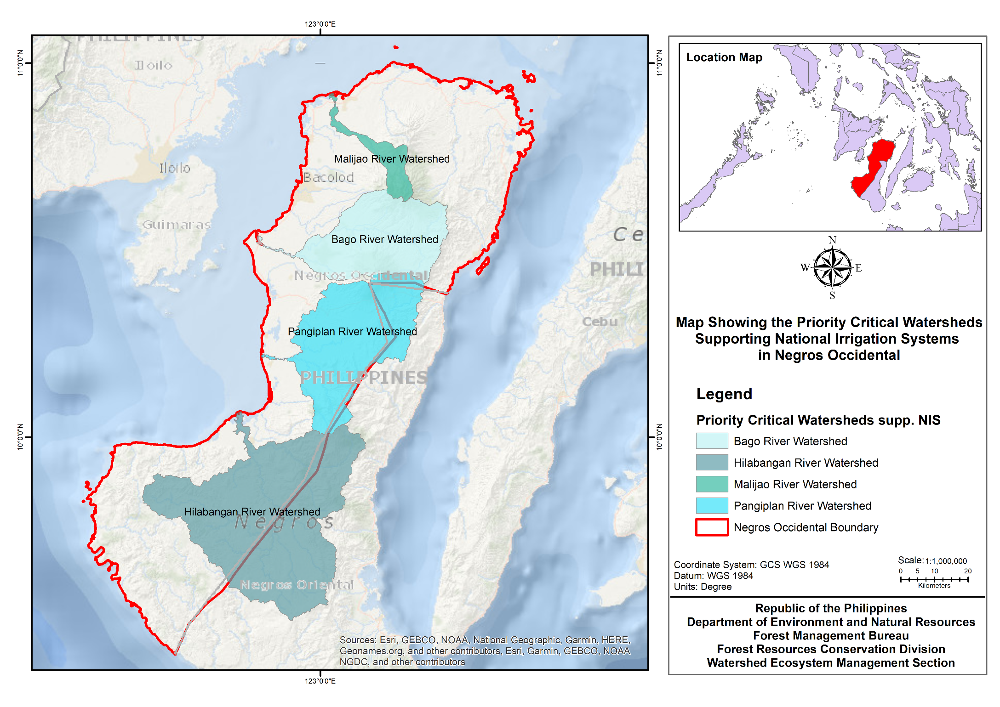 123°0'0"E
PHILIPPINES
11°0'0"N
11°0'0"N
Iloilo
Iloilo
Malijao River Watershed
Bacolod
Guimaras
Bago River Watershed
Ce
Negros Occidental
PHILI
Cebu
Pangiplan River Watershed
PHILIPPINES
10°0'0"N
10°0'0"N
Hilabangan River Watershed
Negros
Negros Oriental
Sources: Esri, GEBCO, NOAA, National Geographic, Garmin, HERE,
Geonames.org, and other contributors, Esri, Garmin, GEBCO, NOAA
NGDC, and other contributors
123°0'0"E
Location Map
N
W
E
S
Map Showing the Priority Critical Watersheds
Supporting National Irrigation Systems
in Negros Occidental
Legend
Priority Critical Watersheds supp. NIS
Bago River Watershed
Hilabangan River Watershed
Malijao River Watershed
Pangiplan River Watershed
Negros Occidental Boundary
Coordinate System: GCS WGS 1984
Datum: WGS 1984
Units: Degree
Scale: 1:1,000,000
0 5 10 20
Kilometers
Republic of the Philippines
Department of Environment and Natural Resources
Forest Management Bureau
Forest Resources Conservation Division
Watershed Ecosystem Management Section